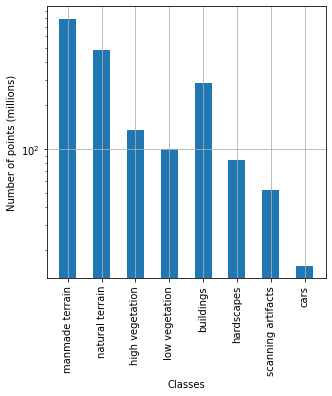 Number of points (millions)
10²
manmade terrain
natural terrain
high vegetation
low vegetation
buildings
hardscapes
scanning artifacts
cars
Classes